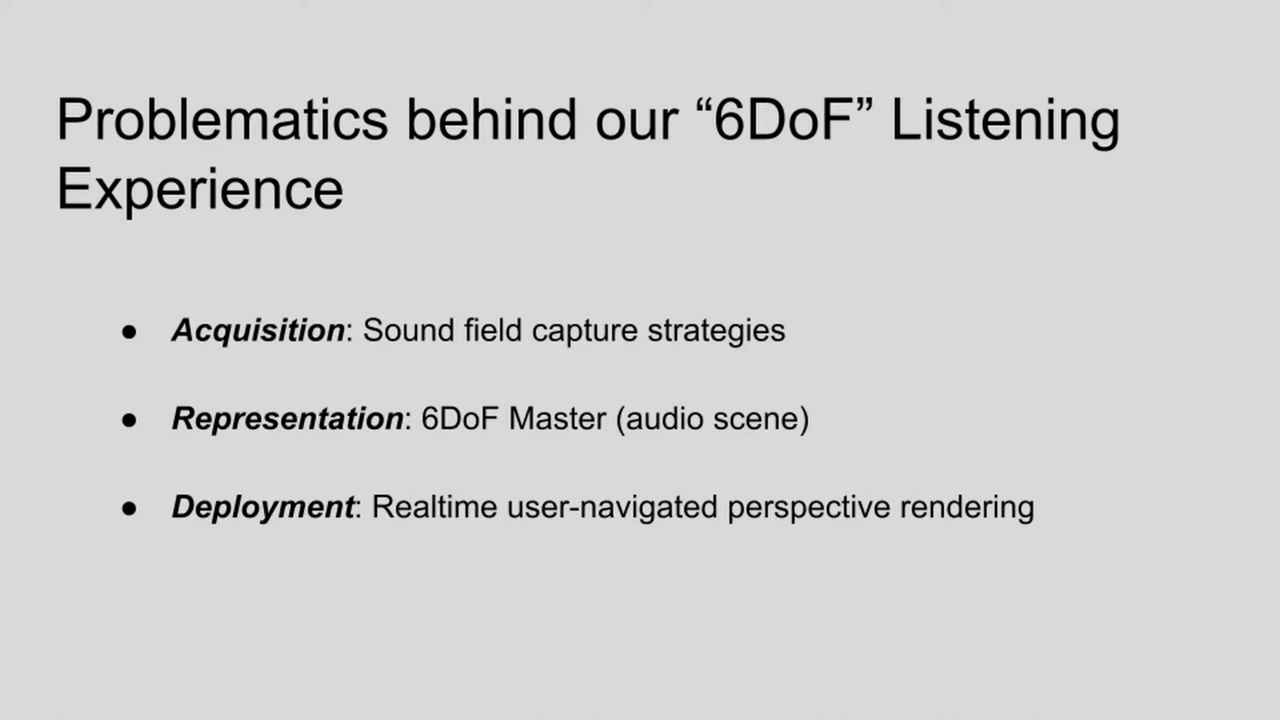 Problematics behind our “6DoF” Listening
Experience
● Acquisition: Sound field capture strategies
● Representation: 6DoF Master (audio scene)
● Deployment: Realtime user-navigated perspective rendering